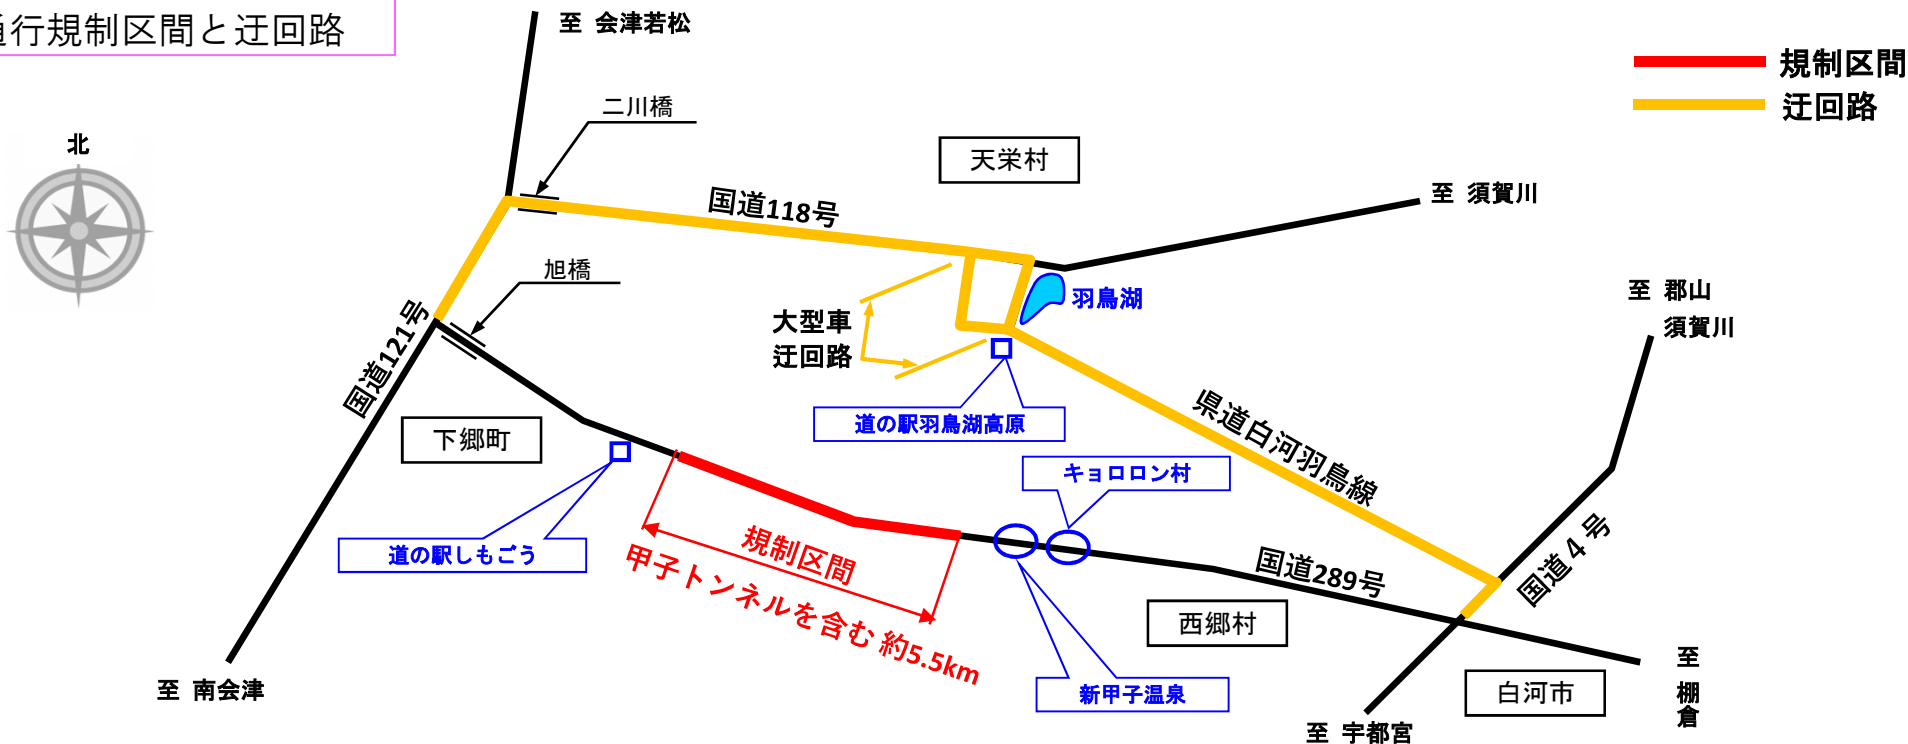 通行規制区間と迂回路
至 会津若松
規制区間
迂回路
北
二川橋
天栄村
国道118号
至 須賀川
旭橋
羽鳥湖
至 郡山
須賀川
大型車
迂回路
国道121号
道の駅羽鳥湖高原
県道白河羽鳥線
下郷町
キョロロン村
道の駅しもごう
規制区間
甲子トンネルを含む 約5.5km
国道289号
国道4号
西郷村
新甲子温泉
至 南会津
白河市
至 棚倉
至 宇都宮